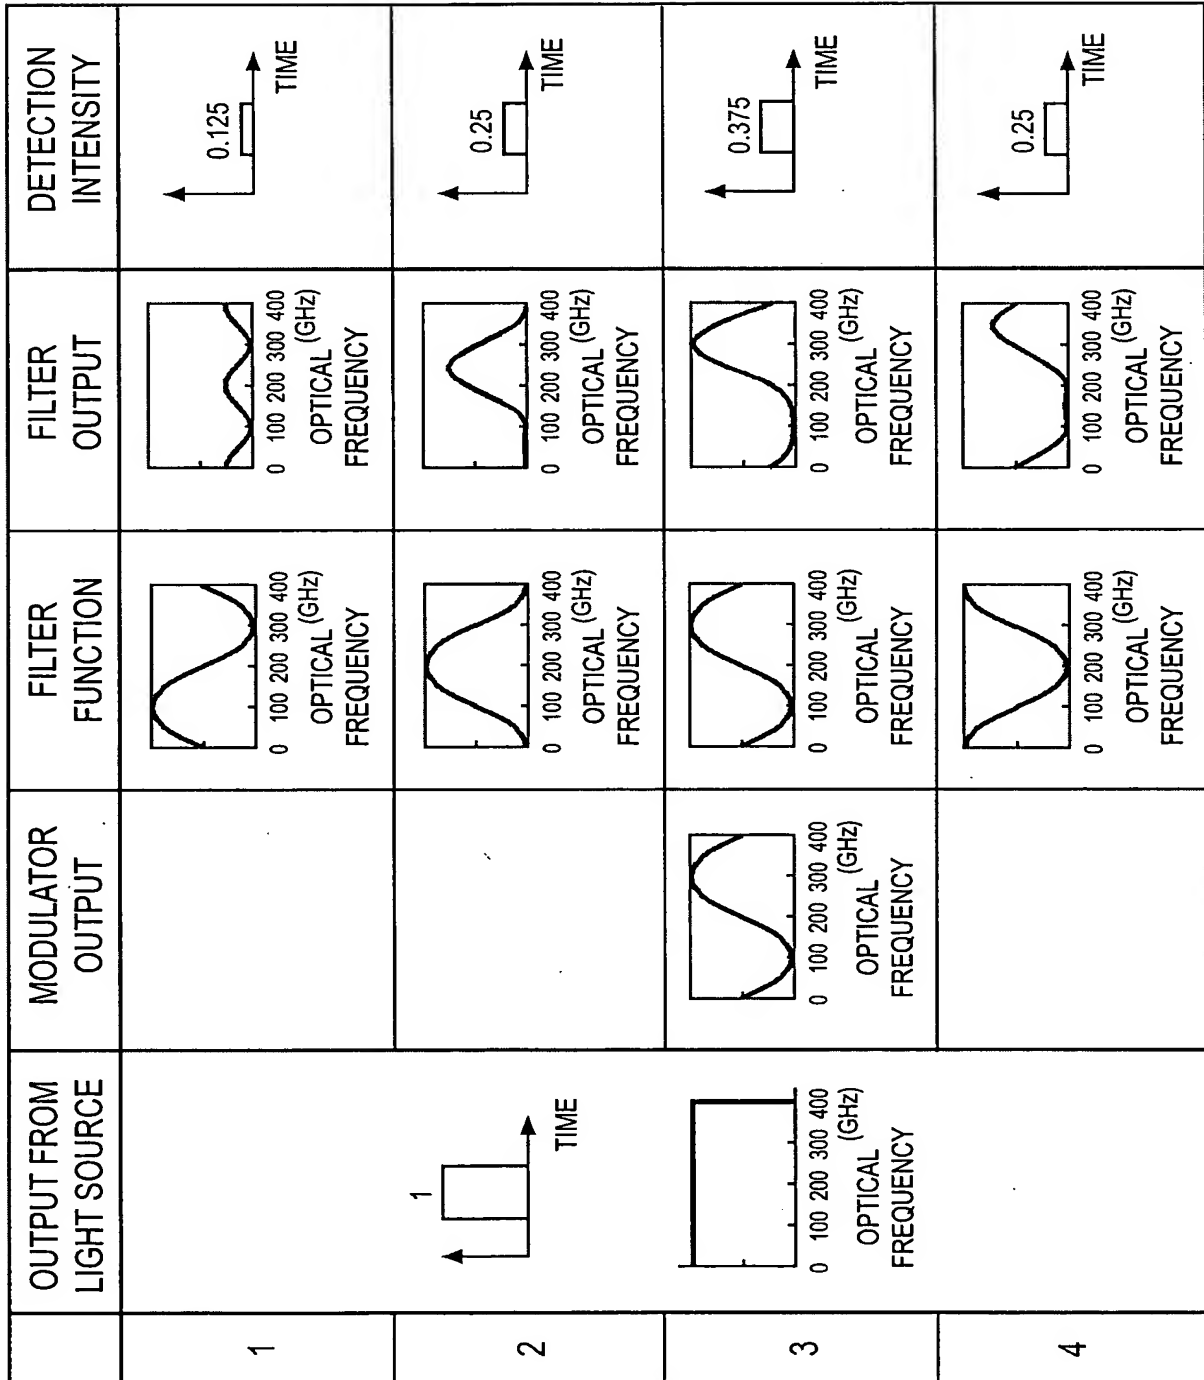 OUTPUT FROM
LIGHT SOURCE
MODULATOR
OUTPUT
FILTER
FUNCTION
FILTER
OUTPUT
DETECTION
INTENSITY
1
0 100 200 300 400
(GHz)
OPTICAL
FREQUENCY
0 100 200 300 400
(GHz)
OPTICAL
FREQUENCY
0.125
TIME
2
1
TIME
0 100 200 300 400
(GHz)
OPTICAL
FREQUENCY
0 100 200 300 400
(GHz)
OPTICAL
FREQUENCY
0.25
TIME
3
0 100 200 300 400
(GHz)
OPTICAL
FREQUENCY
0 100 200 300 400
(GHz)
OPTICAL
FREQUENCY
0 100 200 300 400
(GHz)
OPTICAL
FREQUENCY
0 100 200 300 400
(GHz)
OPTICAL
FREQUENCY
0.375
TIME
4
0 100 200 300 400
(GHz)
OPTICAL
FREQUENCY
0 100 200 300 400
(GHz)
OPTICAL
FREQUENCY
0.25
TIME